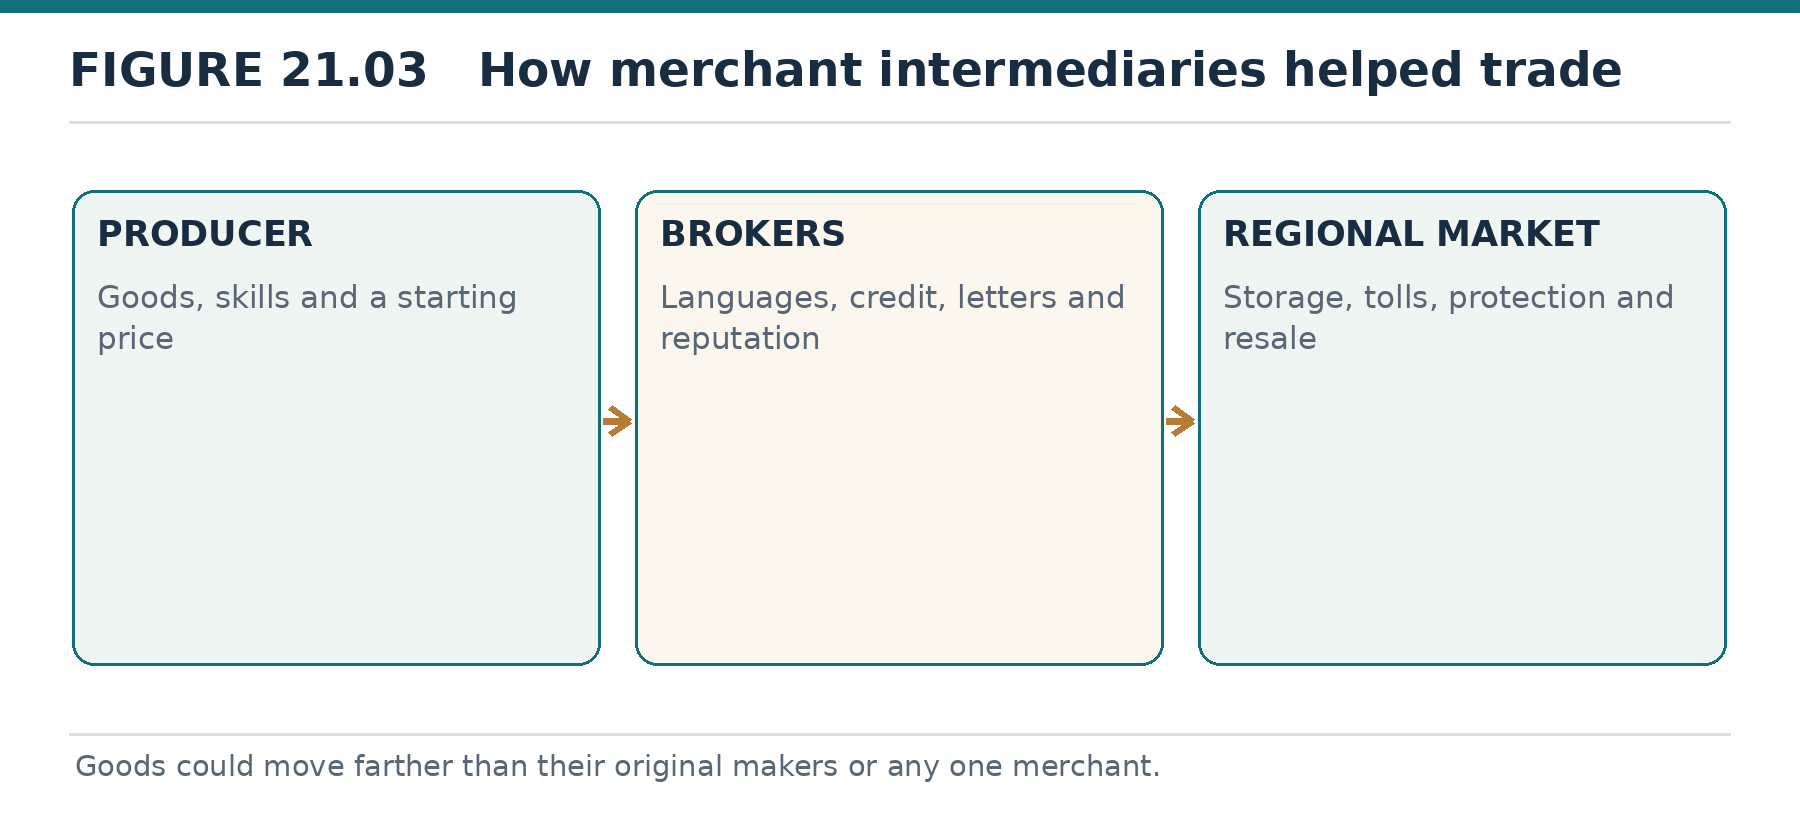 FIGURE 21.03 How merchant intermediaries helped trade
PRODUCER
Goods, skills and a starting
price
BROKERS
Languages, credit, letters and
reputation
REGIONAL MARKET
Storage, tolls, protection and
resale
Goods could move farther than their original makers or any one merchant.